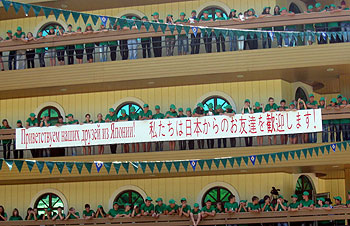 Приветствуем наших друзей из Японии! 私たちは日本からのお友達を歓迎します!